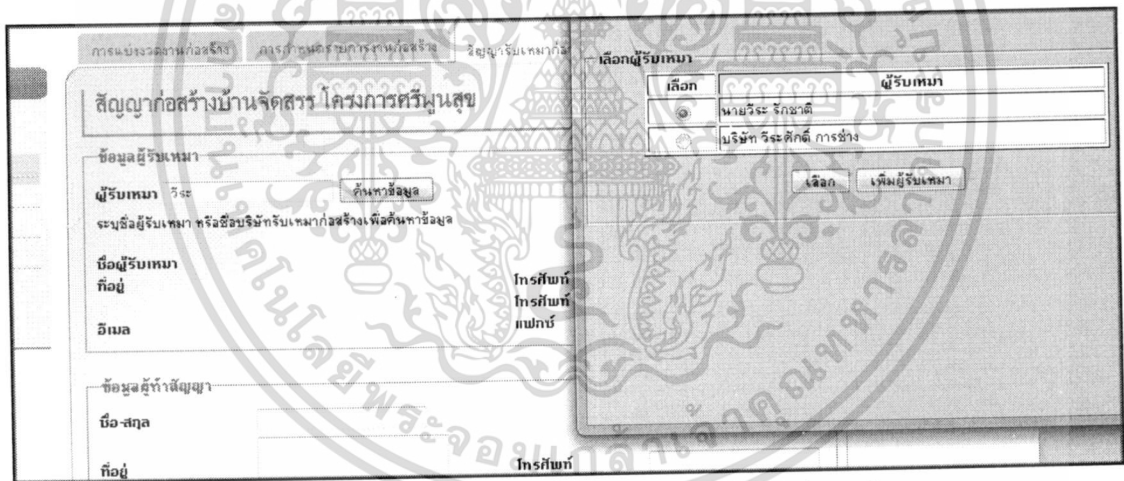 การแบ่งงวดงานก่อสร้าง การกำหนดรายการงานก่อสร้าง สัญญารับเหมาก่อ
สัญญาก่อสร้างบ้านจัดสรร โครงการศรีพูนสุข
ข้อมูลผู้รับเหมา
ผู้รับเหมา วีระ ค้นหาข้อมูล
ระบุชื่อผู้รับเหมา หรือชื่อบริษัทรับเหมาก่อสร้างเพื่อค้นหาข้อมูล
ชื่อผู้รับเหมา
ที่อยู่ โทรศัพท์
โทรศัพท์
อีเมล แฟกซ์
ข้อมูลผู้ทำสัญญา
ชื่อ-สกุล
ที่อยู่ โทรศัพท์
เลือกผู้รับเหมา
เลือก ผู้รับเหมา
นายวีระ รักชาติ
บริษัท วีระศักดิ์ การช่าง
เลือก เพิ่มผู้รับเหมา